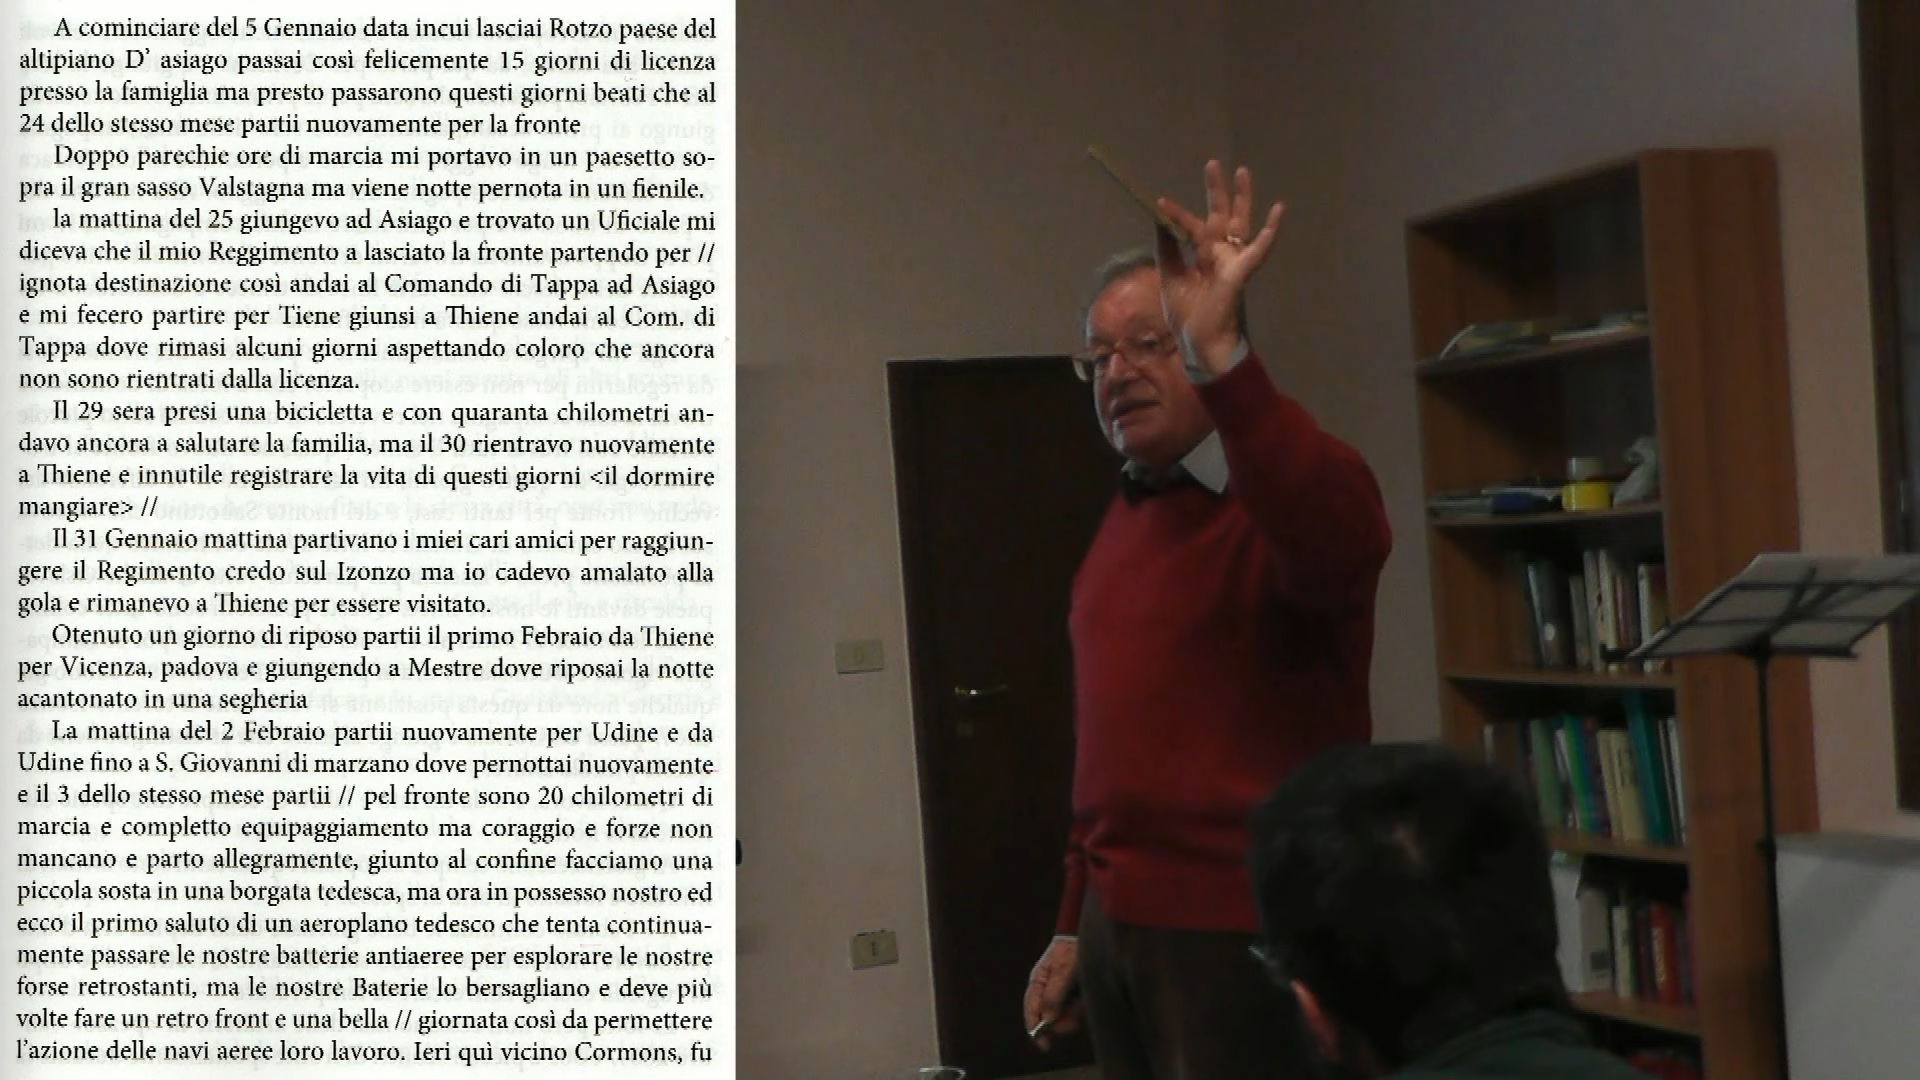 A cominciare del 5 Gennaio data incui lasciai Rotzo paese del
altipiano D' asiago passai così felicemente 15 giorni di licenza
presso la famiglia ma presto passarono questi giorni beati che al
24 dello stesso mese partii nuovamente per la fronte
Doppo parechie ore di marcia mi portavo in un paesetto so-
pra il gran sasso Valstagna ma viene notte pernota in un fienile.
la mattina del 25 giungevo ad Asiago e trovato un Uficiale mi
diceva che il mio Reggimento a lasciato la fronte partendo per //
ignota destinazione così andai al Comando di Tappa ad Asiago
e mi fecero partire per Tiene giunsi a Thiene andai al Com. di
Tappa dove rimasi alcuni giorni aspettando coloro che ancora
non sono rientrati dalla licenza.
Il 29 sera presi una bicicletta e con quaranta chilometri an-
davo ancora a salutare la familia, ma il 30 rientravo nuovamente
a Thiene e innutile registrare la vita di questi giorni <il dormire
mangiare> //
Il 31 Gennaio mattina partivano i miei cari amici per raggiun-
gere il Regimento credo sul Izonzo ma io cadevo amalato alla
gola e rimanevo a Thiene per essere visitato.
Otenuto un giorno di riposo partii il primo Febraio da Thiene
per Vicenza, padova e giungendo a Mestre dove riposai la notte
acantonato in una segheria
La mattina del 2 Febraio partii nuovamente per Udine e da
Udine fino a S. Giovanni di marzano dove pernottai nuovamente
e il 3 dello stesso mese partii // pel fronte sono 20 chilometri di
marcia e completto equipaggiamento ma coraggio e forze non
mancano e parto allegramente, giunto al confine facciamo una
piccola sosta in una borgata tedesca, ma ora in possesso nostro ed
ecco il primo saluto di un aeroplano tedesco che tenta continua-
mente passare le nostre batterie antiaeree per esplorare le nostre
forse retrostanti, ma le nostre Baterie lo bersagliano e deve più
volte fare un retro front e una bella // giornata così da permettere
l'azione delle navi aeree loro lavoro. Ieri quì vicino Cormons, fu